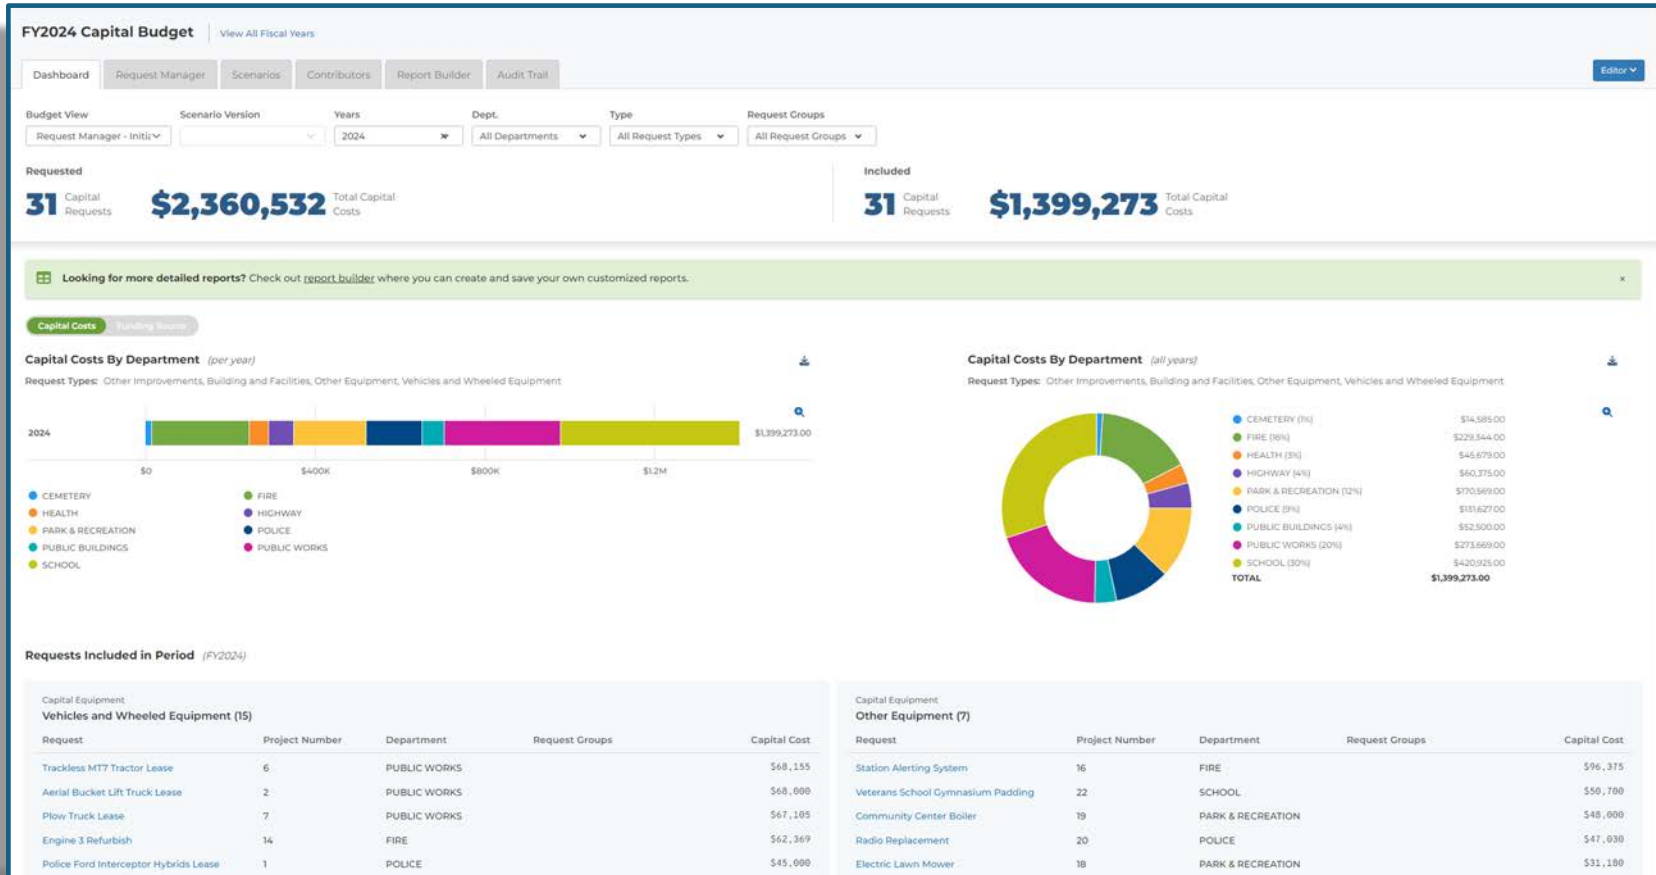 FY2024 Capital Budget View All Fiscal Years
Dashboard Request Manager Scenarios Contributors Report Builder Audit Trail Editor
Budget View Scenario Version Years Dept. Type Request Groups
Request Manager - Initia 2024 All Departments All Request Types All Request Groups
Requested
31 Capital Requests $2,360,532 Total Capital Costs
Included
31 Capital Requests $1,399,273 Total Capital Costs
Looking for more detailed reports? Check out report builder where you can create and save your own customized reports. ×
Capital Costs Funding Source
Capital Costs By Department (per year)
Request Types: Other Improvements, Building and Facilities, Other Equipment, Vehicles and Wheeled Equipment
2024 $1,399,273.00
$0 $400K $800K $1.2M
CEMETERY FIRE
HEALTH HIGHWAY
PARK & RECREATION POLICE
PUBLIC BUILDINGS PUBLIC WORKS
SCHOOL
Capital Costs By Department (all years)
Request Types: Other Improvements, Building and Facilities, Other Equipment, Vehicles and Wheeled Equipment
CEMETERY (1%) $14,585.00
FIRE (16%) $229,344.00
HEALTH (3%) $45,679.00
HIGHWAY (4%) $60,375.00
PARK & RECREATION (12%) $170,569.00
POLICE (9%) $131,627.00
PUBLIC BUILDINGS (4%) $52,500.00
PUBLIC WORKS (20%) $273,669.00
SCHOOL (30%) $420,925.00
TOTAL $1,399,273.00
Requests Included in Period (FY2024)
Capital Equipment
Vehicles and Wheeled Equipment (15)
Request Project Number Department Request Groups Capital Cost
Trackless MT7 Tractor Lease 6 PUBLIC WORKS $68,155
Aerial Bucket Lift Truck Lease 2 PUBLIC WORKS $68,000
Plow Truck Lease 7 PUBLIC WORKS $67,105
Engine 3 Refurbish 14 FIRE $62,369
Police Ford Interceptor Hybrids Lease 1 POLICE $45,000
Capital Equipment
Other Equipment (7)
Request Project Number Department Request Groups Capital Cost
Station Alerting System 16 FIRE $96,375
Veterans School Gymnasium Padding 22 SCHOOL $50,700
Community Center Boiler 19 PARK & RECREATION $48,000
Radio Replacement 20 POLICE $47,030
Electric Lawn Mower 18 PARK & RECREATION $31,180